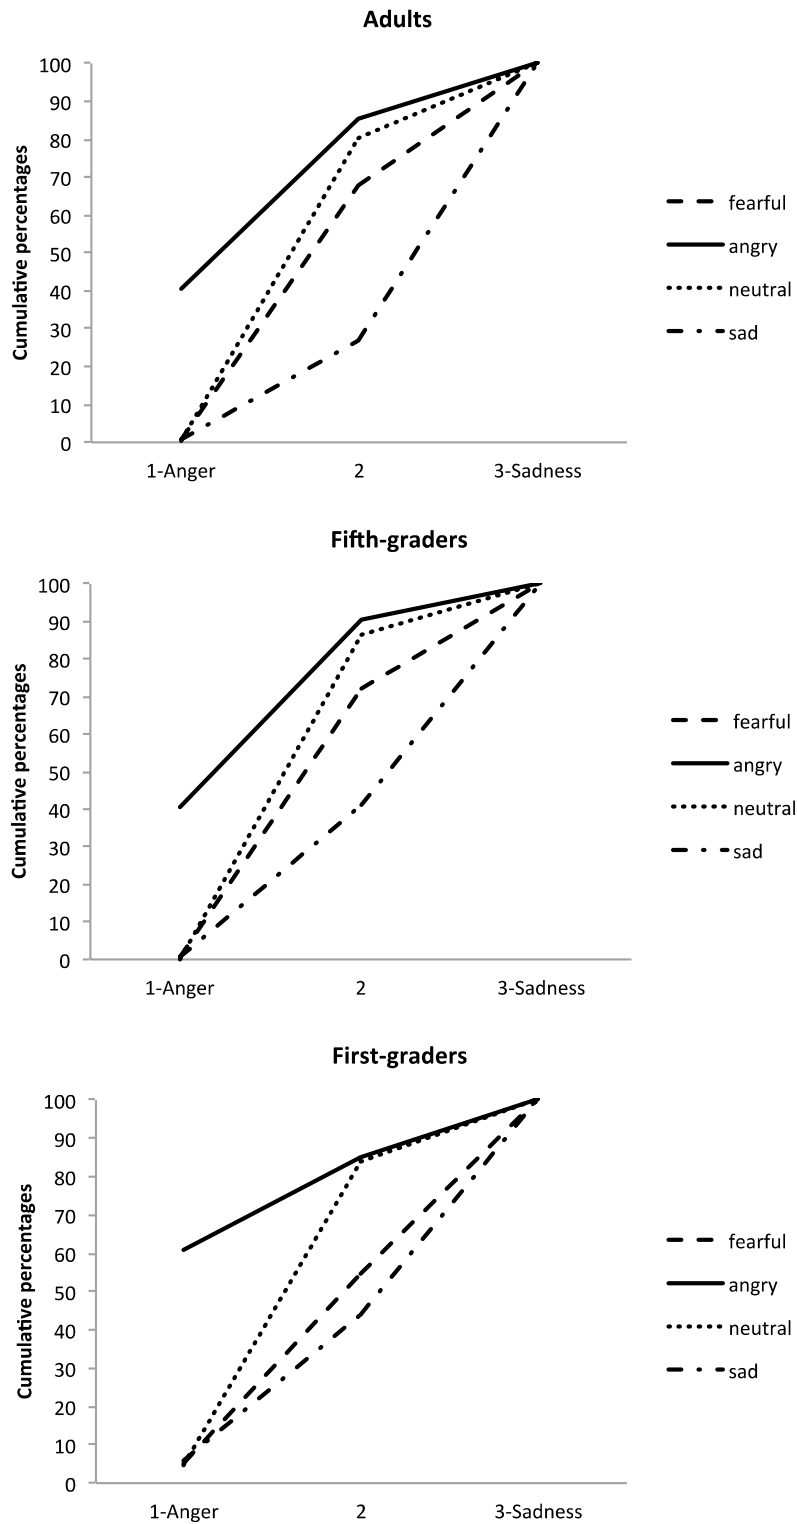 Adults
Cumulative percentages
100
90
80
70
60
50
40
30
20
10
0
1-Anger 2 3-Sadness
fearful
angry
neutral
sad
Fifth-graders
Cumulative percentages
100
90
80
70
60
50
40
30
20
10
0
1-Anger 2 3-Sadness
fearful
angry
neutral
sad
First-graders
Cumulative percentages
100
90
80
70
60
50
40
30
20
10
0
1-Anger 2 3-Sadness
fearful
angry
neutral
sad